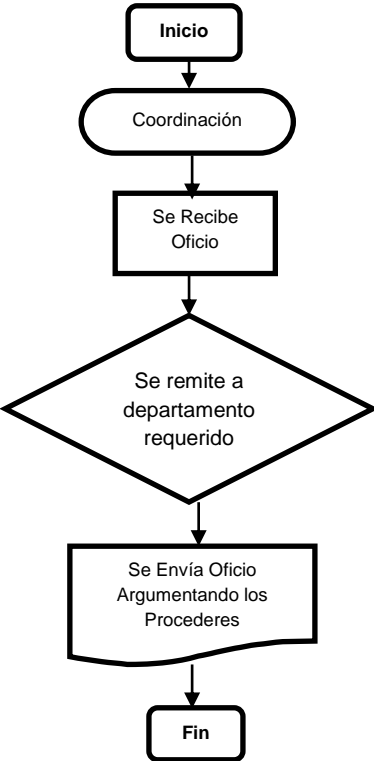 Inicio
Coordinación
Se Recibe
Oficio
Se remite a
departamento
requerido
Se Envía Oficio
Argumentando los
Procederes
Fin